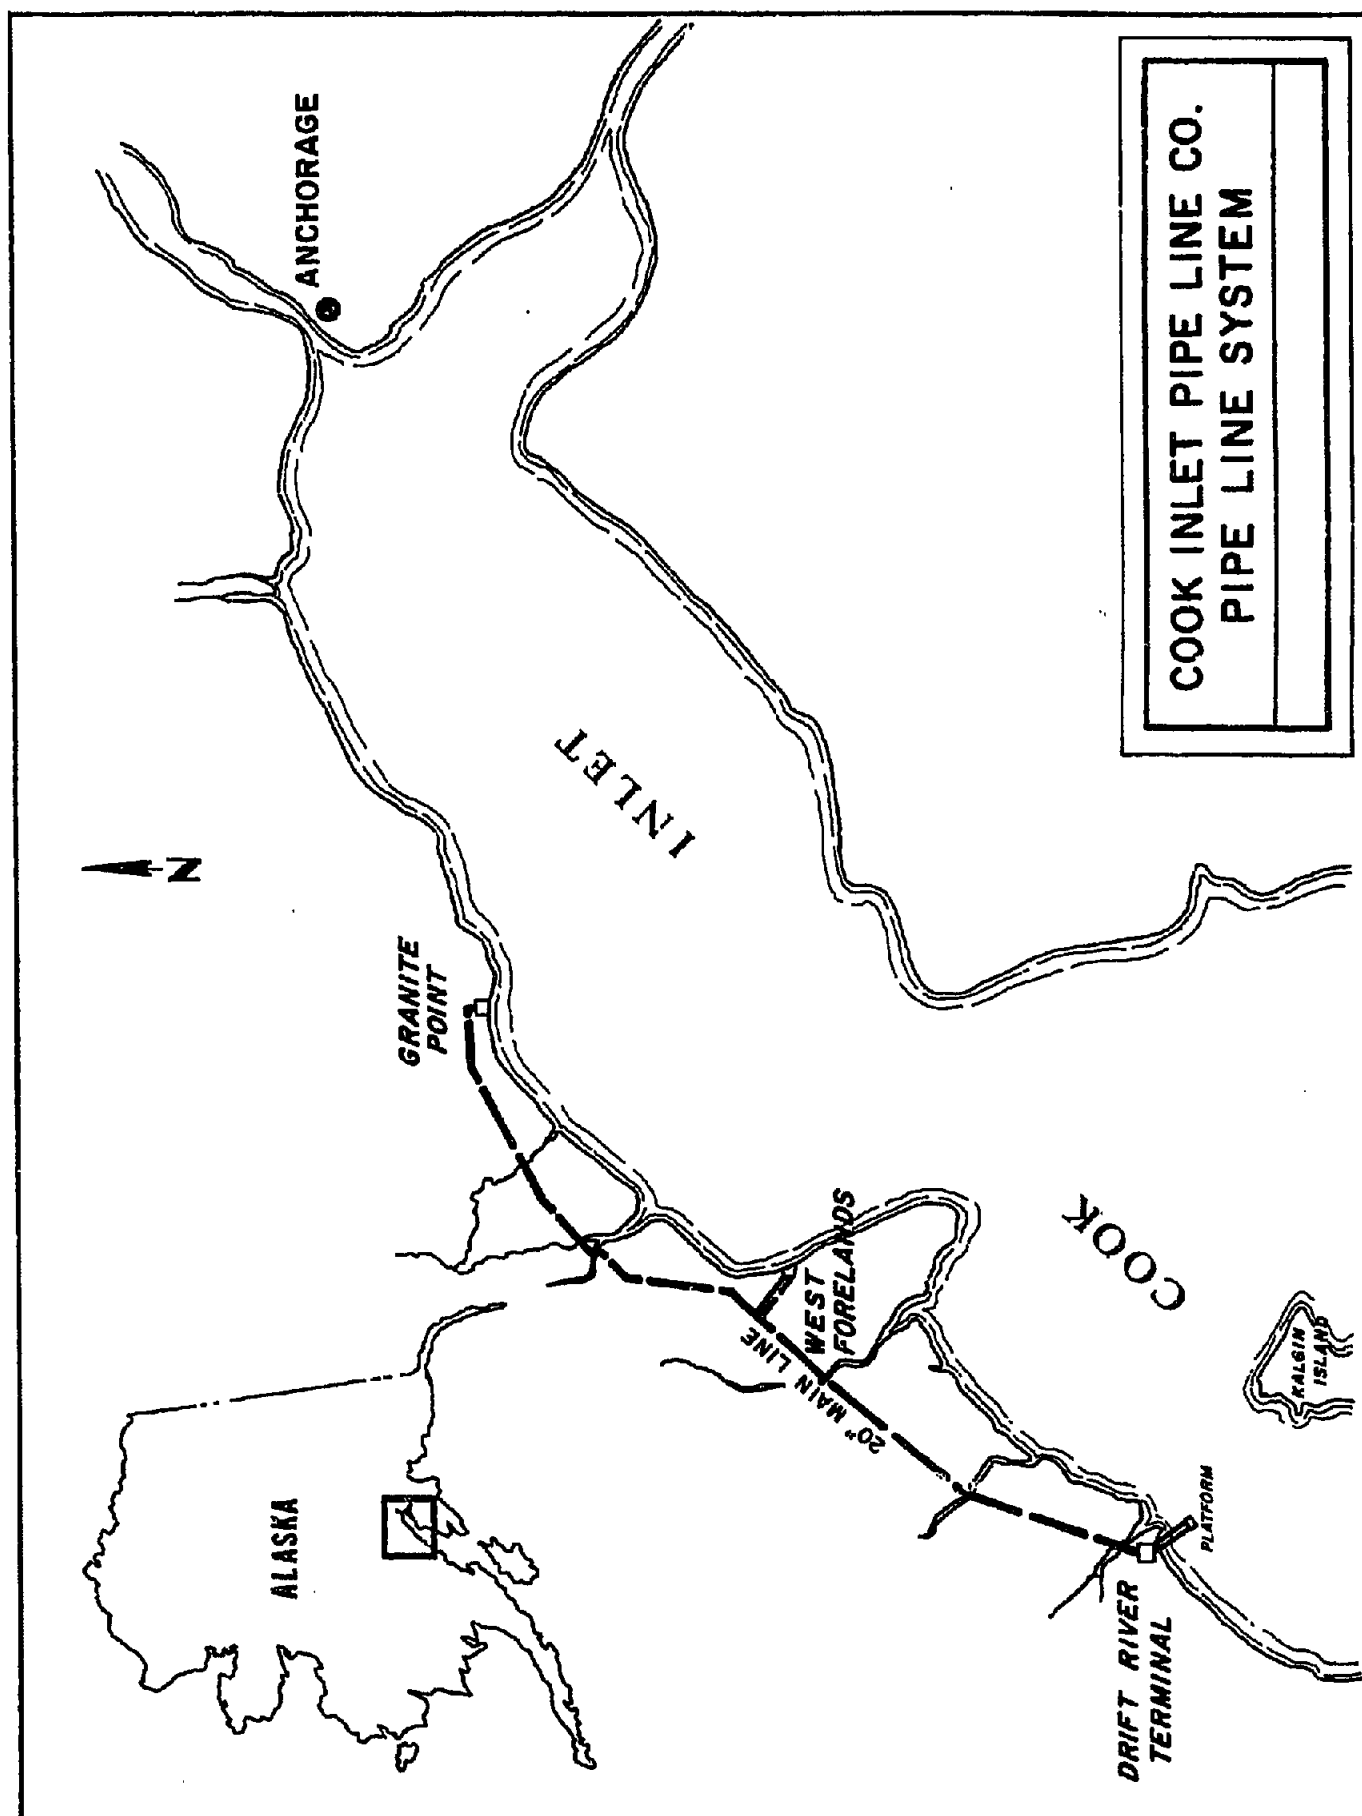 ANCHORAGE
N
GRANITE
POINT
INLET
COOK
WEST
FORELANDS
20" MAIN LINE
ALASKA
KALGIN
ISLAND
PLATFORM
DRIFT RIVER
TERMINAL
COOK INLET PIPE LINE CO.
PIPE LINE SYSTEM